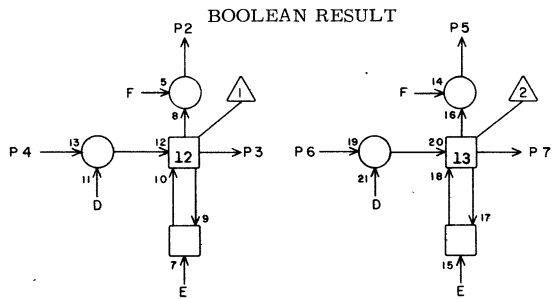 BOOLEAN RESULT
P2 P5
5 14
F 1 F 2
8 16
13 12 19 20
P4 12 P3 P6 13 P7
11 10 21 18
D D
9 17
7 15
E E